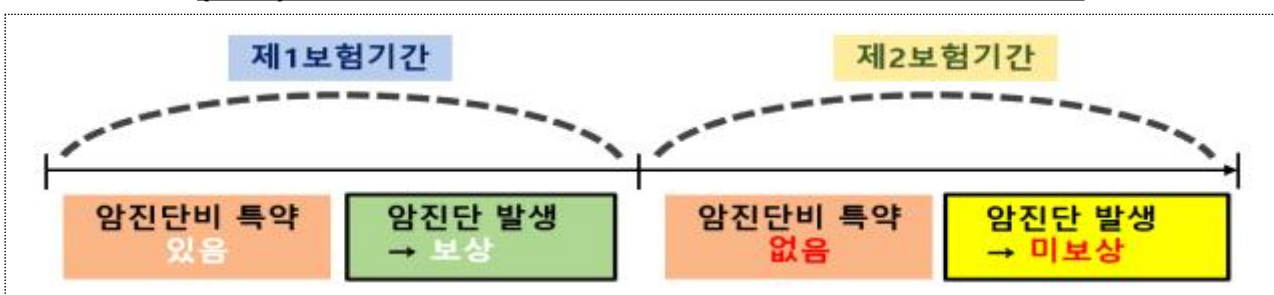 제1보험기간
제2보험기간
암진단비 특약
있음
암진단 발생
→ 보상
암진단비 특약
없음
암진단 발생
→ 미보상